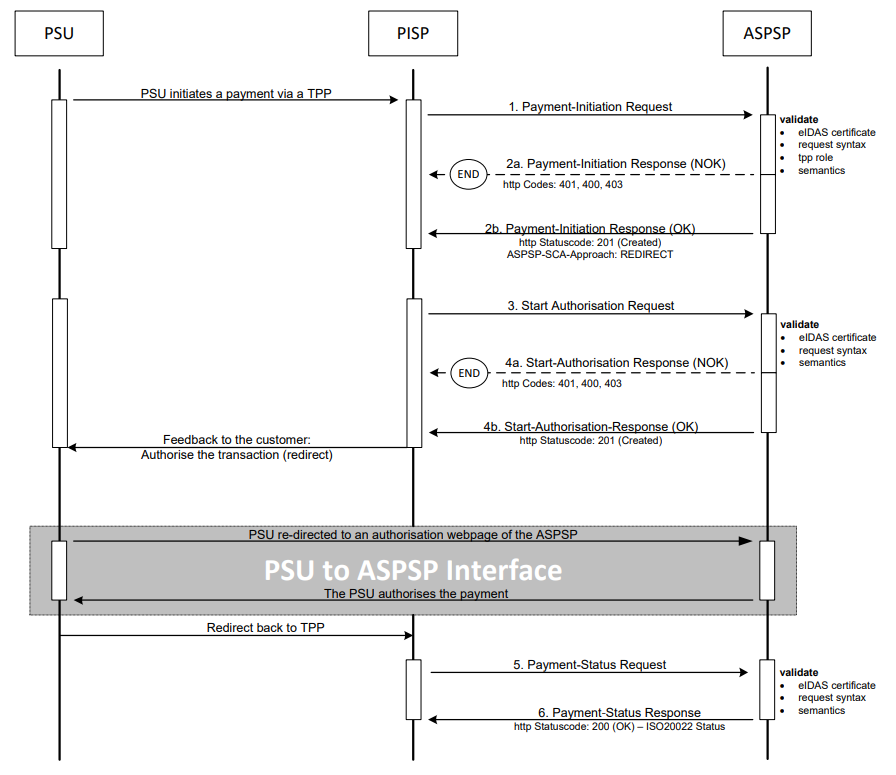 PSU
PISP
ASPSP
PSU initiates a payment via a TPP
1. Payment-Initiation Request
validate
• eIDAS certificate
• request syntax
• tpp role
• semantics
2a. Payment-Initiation Response (NOK)
END
http Codes: 401, 400, 403
2b. Payment-Initiation Response (OK)
http Statuscode: 201 (Created)
ASPSP-SCA-Approach: REDIRECT
3. Start Authorisation Request
validate
• eIDAS certificate
• request syntax
• semantics
4a. Start-Authorisation Response (NOK)
END
http Codes: 401, 400, 403
4b. Start-Authorisation-Response (OK)
http Statuscode: 201 (Created)
Feedback to the customer:
Authorise the transaction (redirect)
PSU re-directed to an authorisation webpage of the ASPSP
PSU to ASPSP Interface
The PSU authorises the payment
Redirect back to TPP
5. Payment-Status Request
validate
• eIDAS certificate
• request syntax
• semantics
6. Payment-Status Response
http Statuscode: 200 (OK) – ISO20022 Status